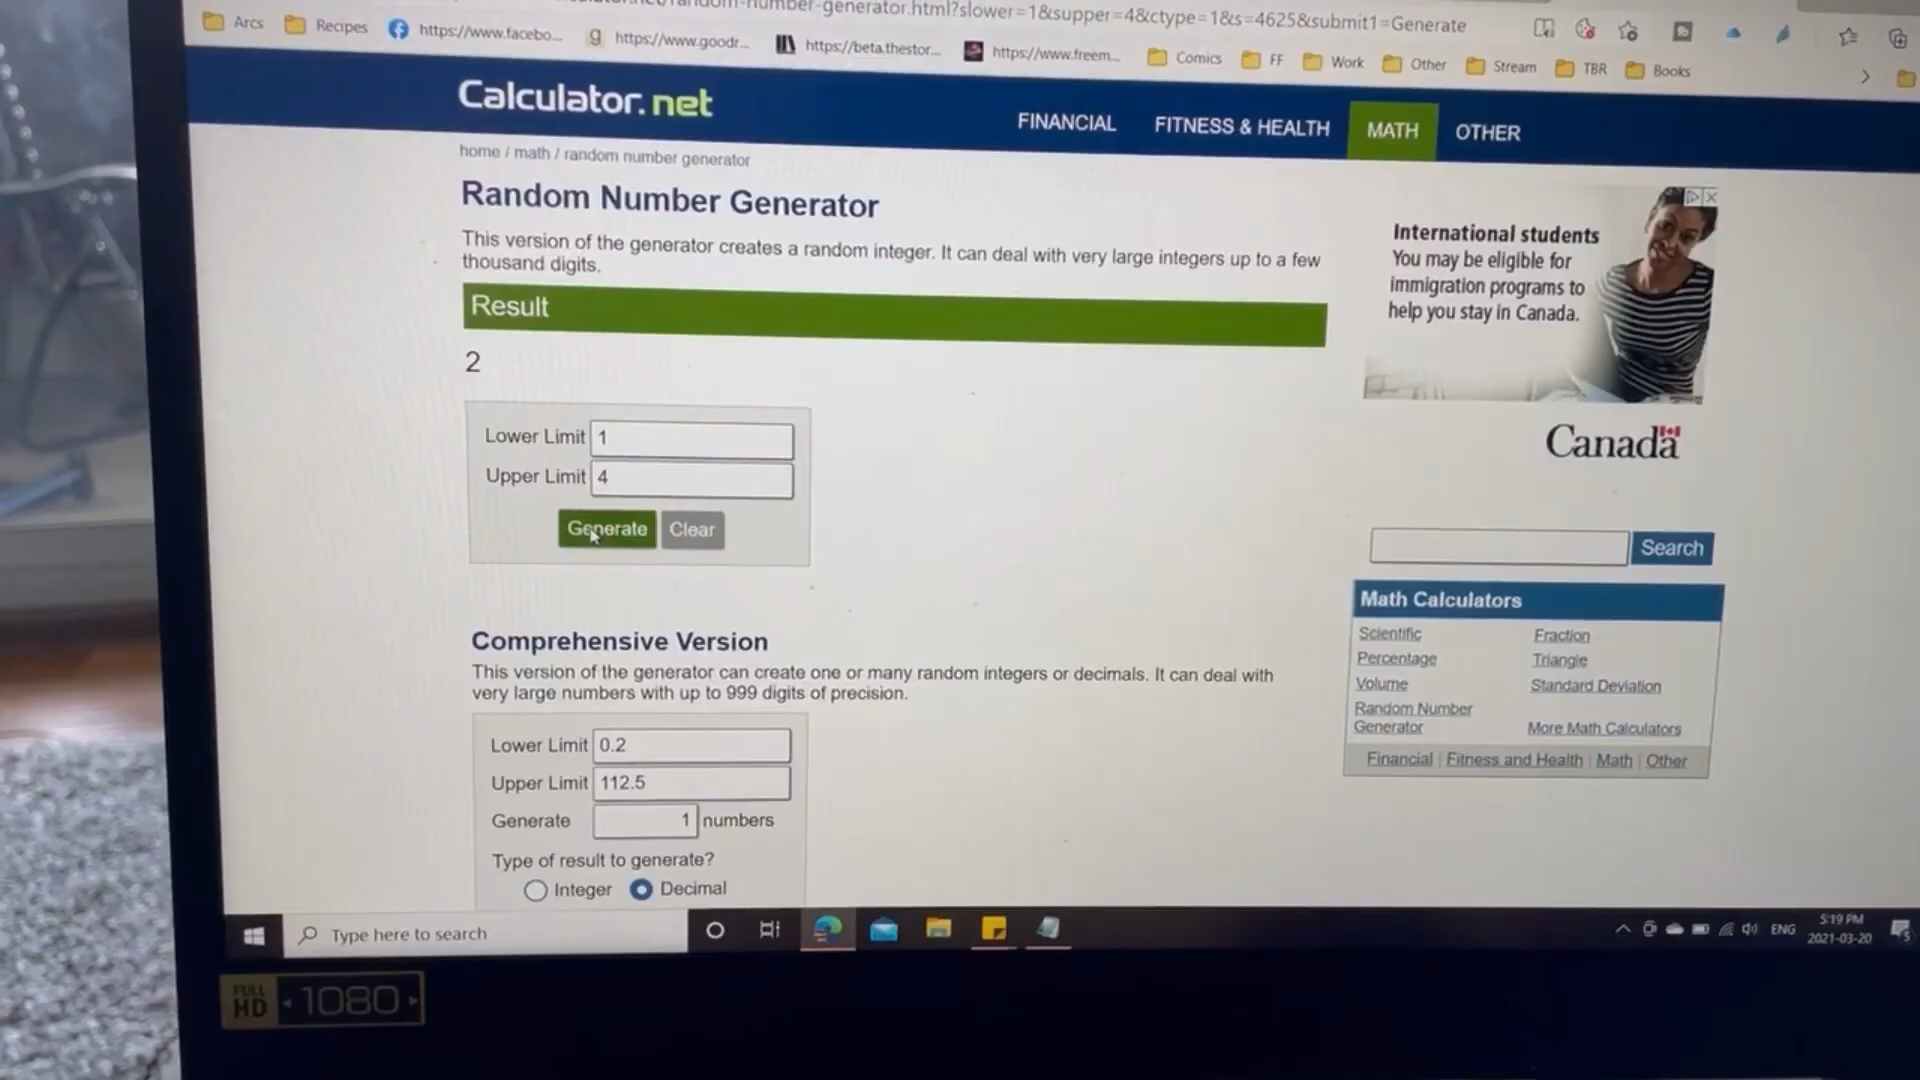 random-number-generator.html?slower=1&supper=4&ctype=1&s=4625&submit1=Generate
Arcs
Recipes
https://www.facebo...
https://www.goodr...
https://beta.thestor...
https://www.freem...
Comics
FF
Work
Other
Stream
TBR
Books
Calculator.net
FINANCIAL
FITNESS & HEALTH
MATH
OTHER
home / math / random number generator
Random Number Generator
This version of the generator creates a random integer. It can deal with very large integers up to a few
thousand digits.
Result
2
Lower Limit 1
Upper Limit 4
Generate
Clear
International students
You may be eligible for
immigration programs to
help you stay in Canada.
Canada
Search
Comprehensive Version
This version of the generator can create one or many random integers or decimals. It can deal with
very large numbers with up to 999 digits of precision.
Lower Limit 0.2
Upper Limit 112.5
Generate 1 numbers
Type of result to generate?
Integer
Decimal
Math Calculators
Scientific
Fraction
Percentage
Triangle
Volume
Standard Deviation
Random Number
Generator
More Math Calculators
Financial | Fitness and Health | Math | Other
Type here to search
ENG
5:19 PM
2021-03-20
FULL
HD
1080